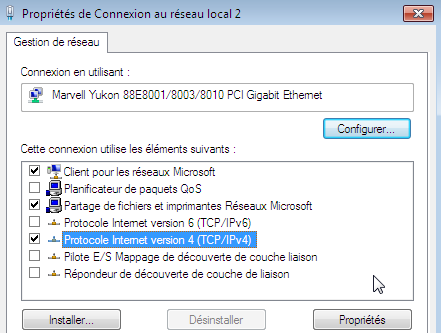 Propriétés de Connexion au réseau local 2
Gestion de réseau
Connexion en utilisant :
Marvell Yukon 88E8001/8003/8010 PCI Gigabit Ethernet
Configurer...
Cette connexion utilise les éléments suivants :
Client pour les réseaux Microsoft
Planificateur de paquets QoS
Partage de fichiers et imprimantes Réseaux Microsoft
Protocole Internet version 6 (TCP/IPv6)
Protocole Internet version 4 (TCP/IPv4)
Pilote E/S Mappage de découverte de couche liaison
Répondeur de découverte de couche de liaison
Installer...
Désinstaller
Propriétés